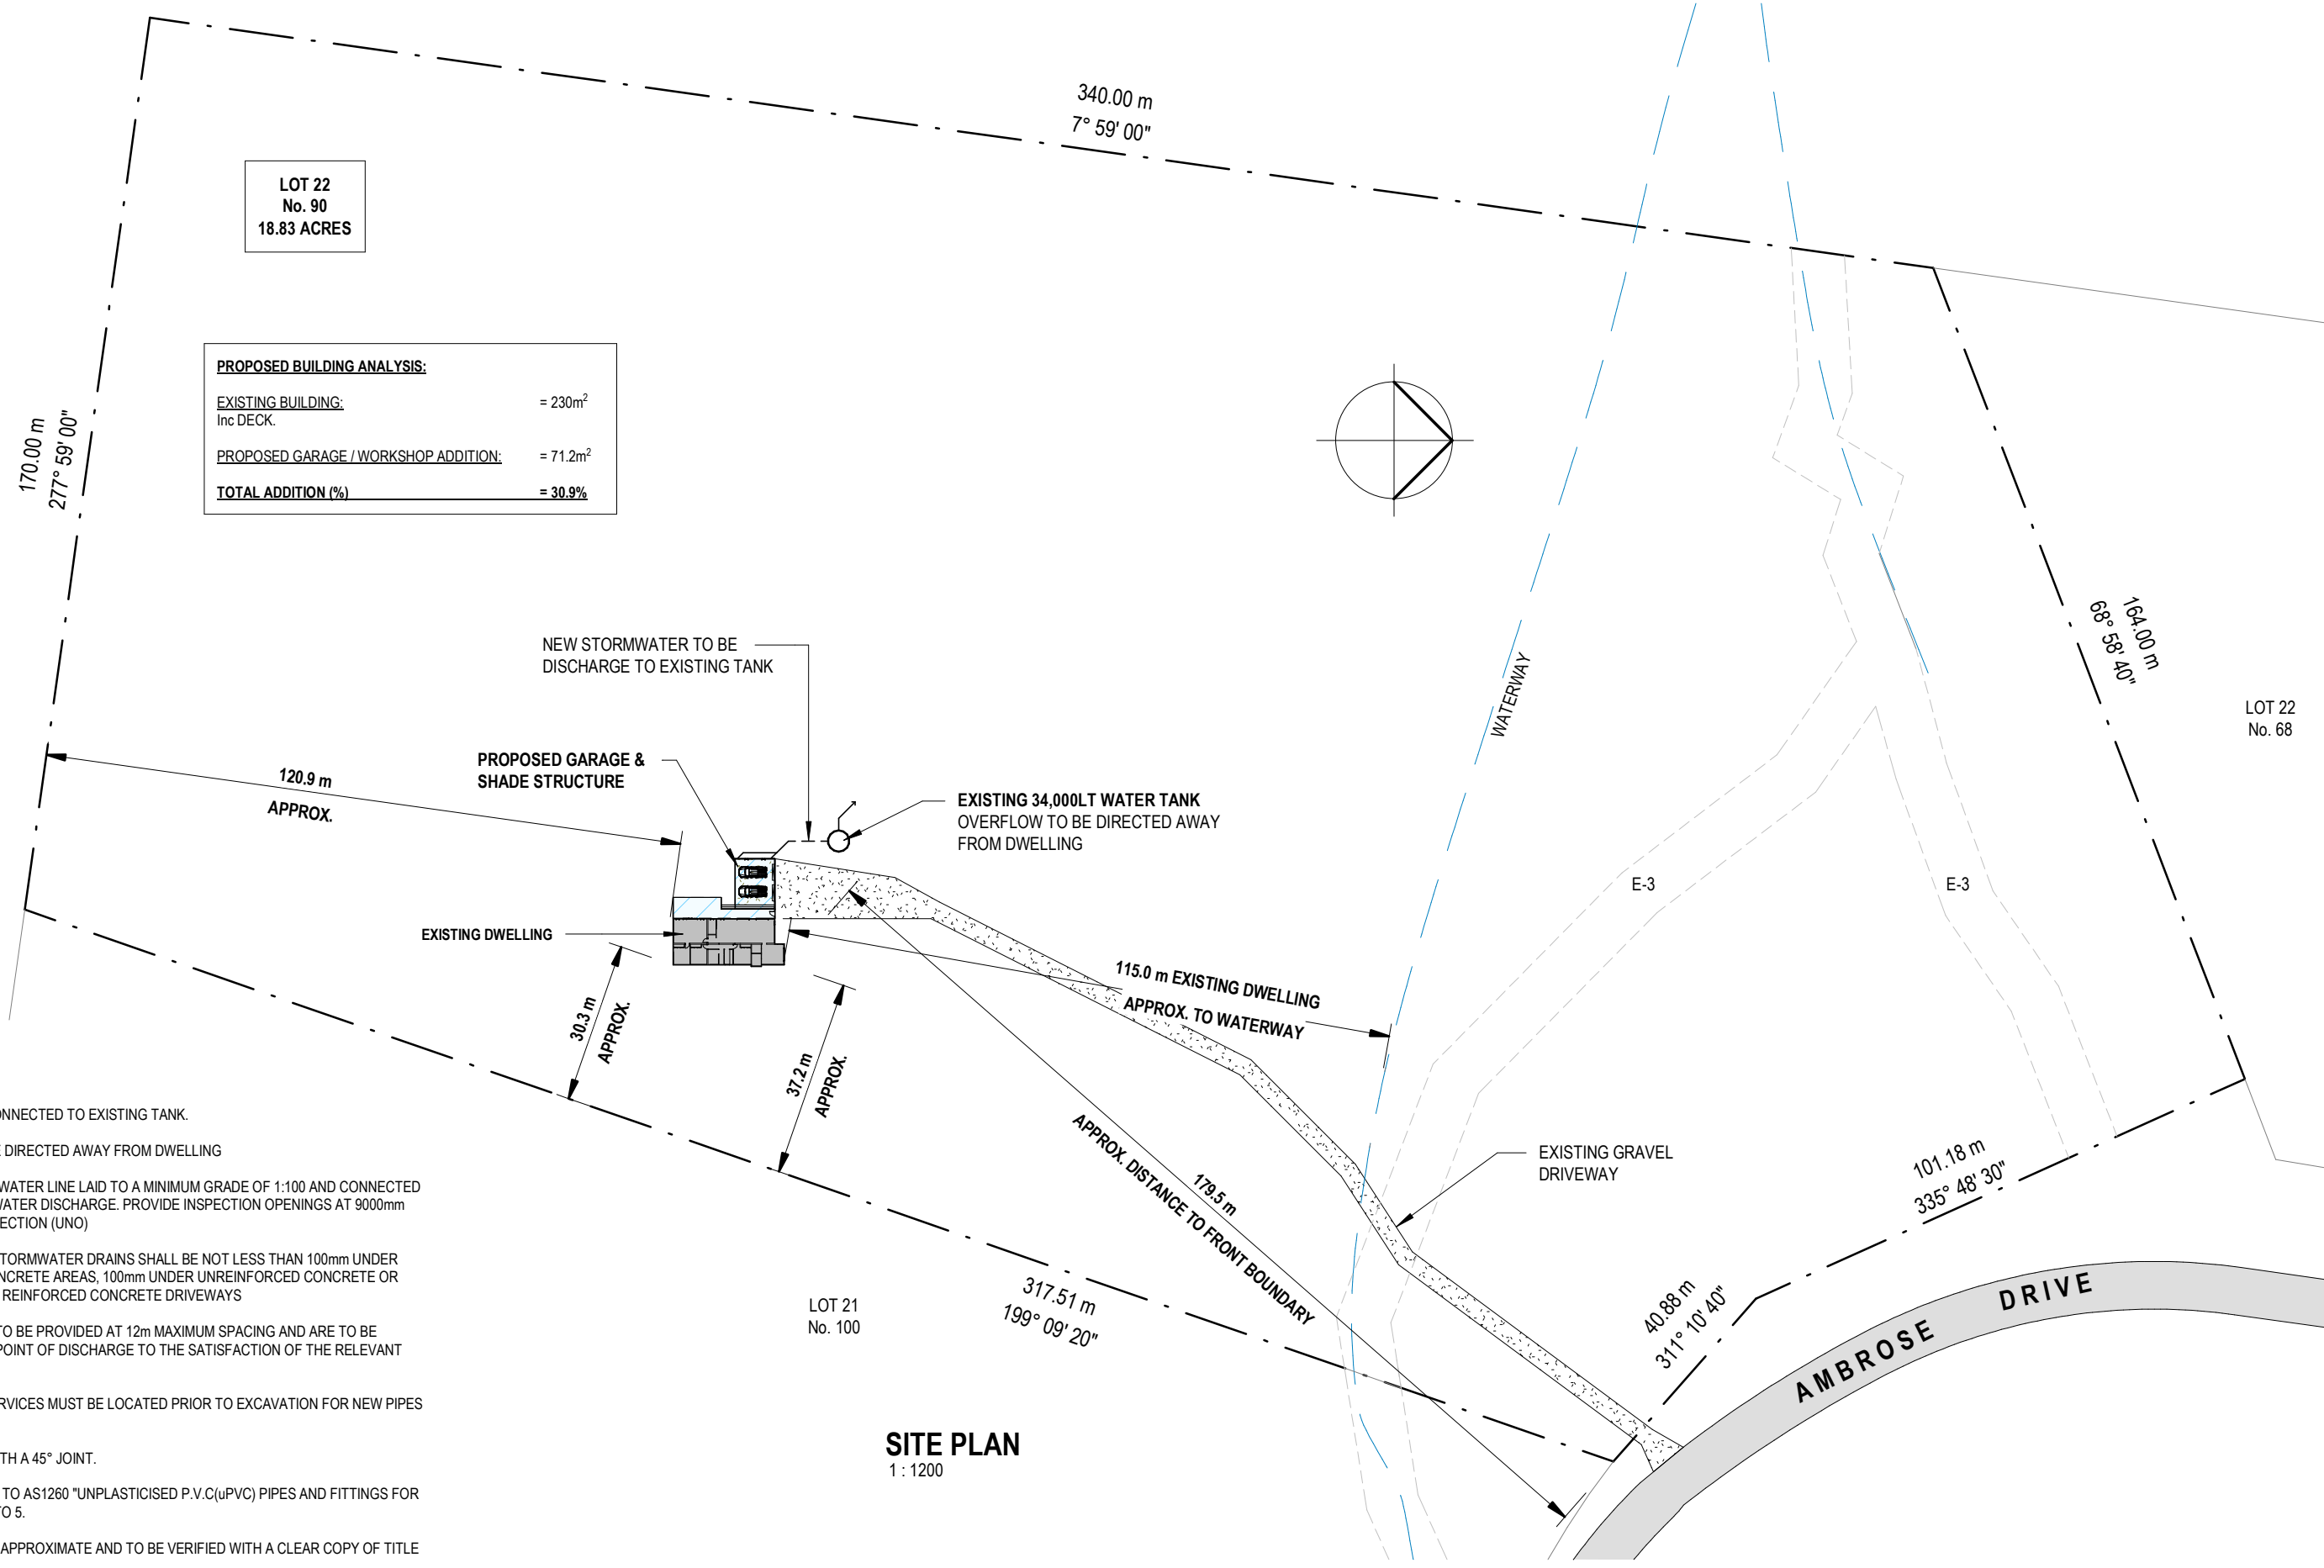 340.00 m
7° 59' 00"
LOT 22
No. 90
18.83 ACRES
PROPOSED BUILDING ANALYSIS:
EXISTING BUILDING: = 230m²
Inc DECK.
PROPOSED GARAGE / WORKSHOP ADDITION: = 71.2m²
TOTAL ADDITION (%) = 30.9%
170.00 m
277° 59' 00"
164.00 m
68° 58' 40"
NEW STORMWATER TO BE
DISCHARGE TO EXISTING TANK
WATERWAY
LOT 22
No. 68
PROPOSED GARAGE &
SHADE STRUCTURE
120.9 m
APPROX.
EXISTING 34,000LT WATER TANK
OVERFLOW TO BE DIRECTED AWAY
FROM DWELLING
E-3
E-3
EXISTING DWELLING
115.0 m EXISTING DWELLING
APPROX. TO WATERWAY
30.3 m
APPROX.
37.2 m
APPROX.
179.5 m
APPROX. DISTANCE TO FRONT BOUNDARY
EXISTING GRAVEL
DRIVEWAY
101.18 m
335° 48' 30"
40.88 m
311° 10' 40"
317.51 m
199° 09' 20"
LOT 21
No. 100
AMBROSE DRIVE
ONNECTED TO EXISTING TANK.
E DIRECTED AWAY FROM DWELLING
WATER LINE LAID TO A MINIMUM GRADE OF 1:100 AND CONNECTED
WATER DISCHARGE. PROVIDE INSPECTION OPENINGS AT 9000mm
ECTION (UNO)
STORMWATER DRAINS SHALL BE NOT LESS THAN 100mm UNDER
NCRETE AREAS, 100mm UNDER UNREINFORCED CONCRETE OR
REINFORCED CONCRETE DRIVEWAYS
TO BE PROVIDED AT 12m MAXIMUM SPACING AND ARE TO BE
POINT OF DISCHARGE TO THE SATISFACTION OF THE RELEVANT
RVICES MUST BE LOCATED PRIOR TO EXCAVATION FOR NEW PIPES
TH A 45° JOINT.
TO AS1260 "UNPLASTICISED P.V.C(uPVC) PIPES AND FITTINGS FOR
TO 5.
APPROXIMATE AND TO BE VERIFIED WITH A CLEAR COPY OF TITLE
SITE PLAN
1 : 1200